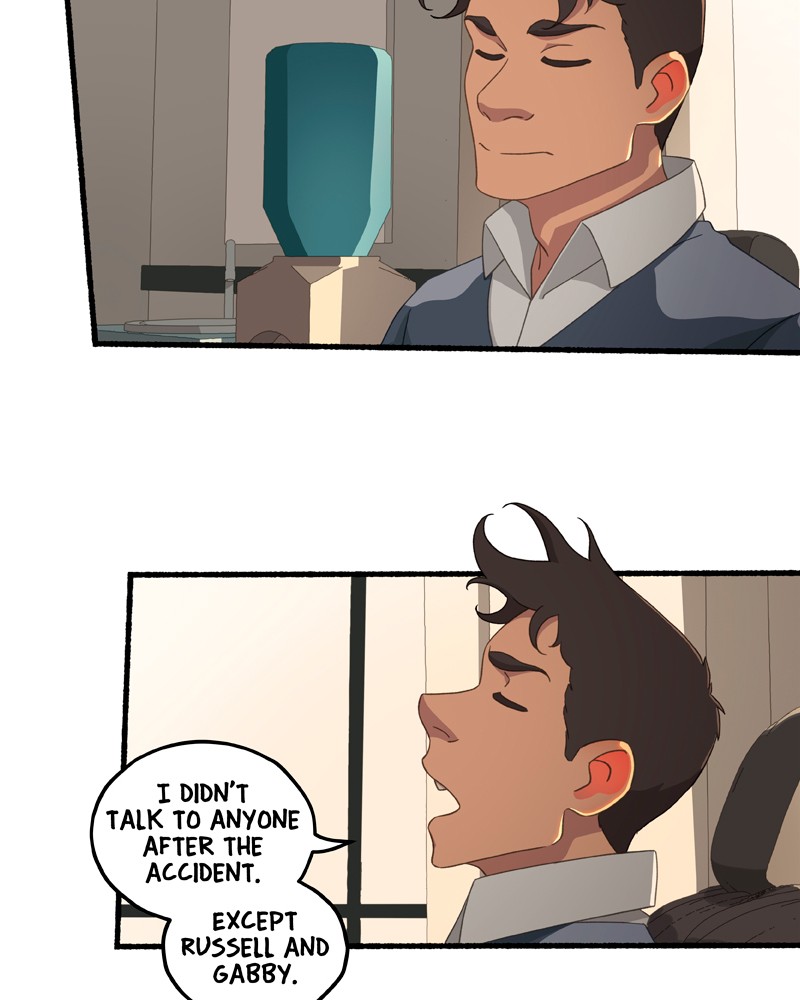 I DIDN'T
TALK TO ANYONE
AFTER THE
ACCIDENT.
EXCEPT
RUSSELL AND
GABBY.